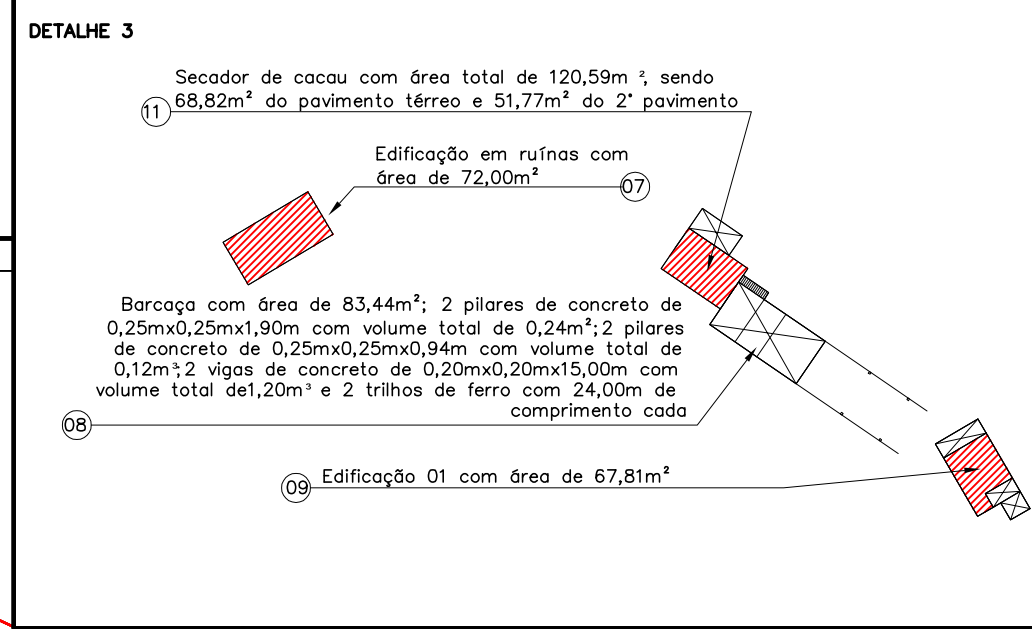 DETALHE 3
Secador de cacau com área total de 120,59m², sendo
68,82m² do pavimento térreo e 51,77m² do 2° pavimento
11
Edificação em ruínas com
área de 72,00m²
07
Barcaça com área de 83,44m²; 2 pilares de concreto de
0,25mx0,25mx1,90m com volume total de 0,24m²; 2 pilares
de concreto de 0,25mx0,25mx0,94m com volume total de
0,12m³; 2 vigas de concreto de 0,20mx0,20mx15,00m com
volume total de1,20m³ e 2 trilhos de ferro com 24,00m de
comprimento cada
08
09 Edificação 01 com área de 67,81m²